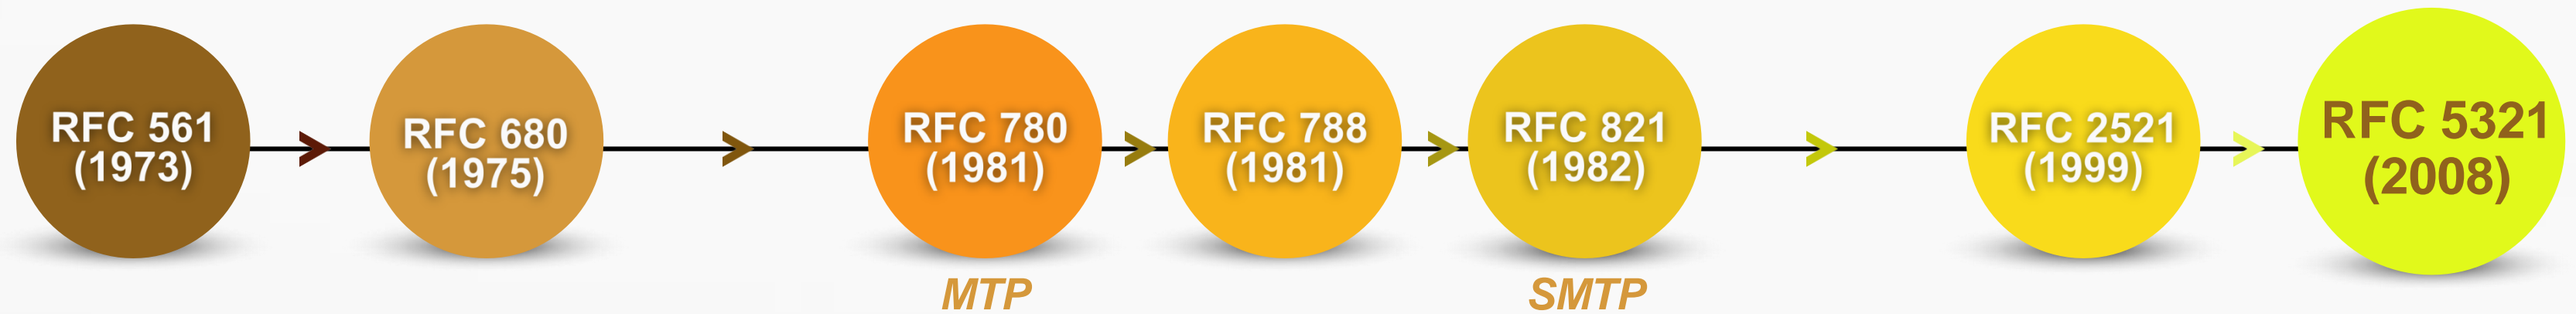 RFC 561
(1973)
RFC 680
(1975)
RFC 780
(1981)
MTP
RFC 788
(1981)
RFC 821
(1982)
SMTP
RFC 2521
(1999)
RFC 5321
(2008)